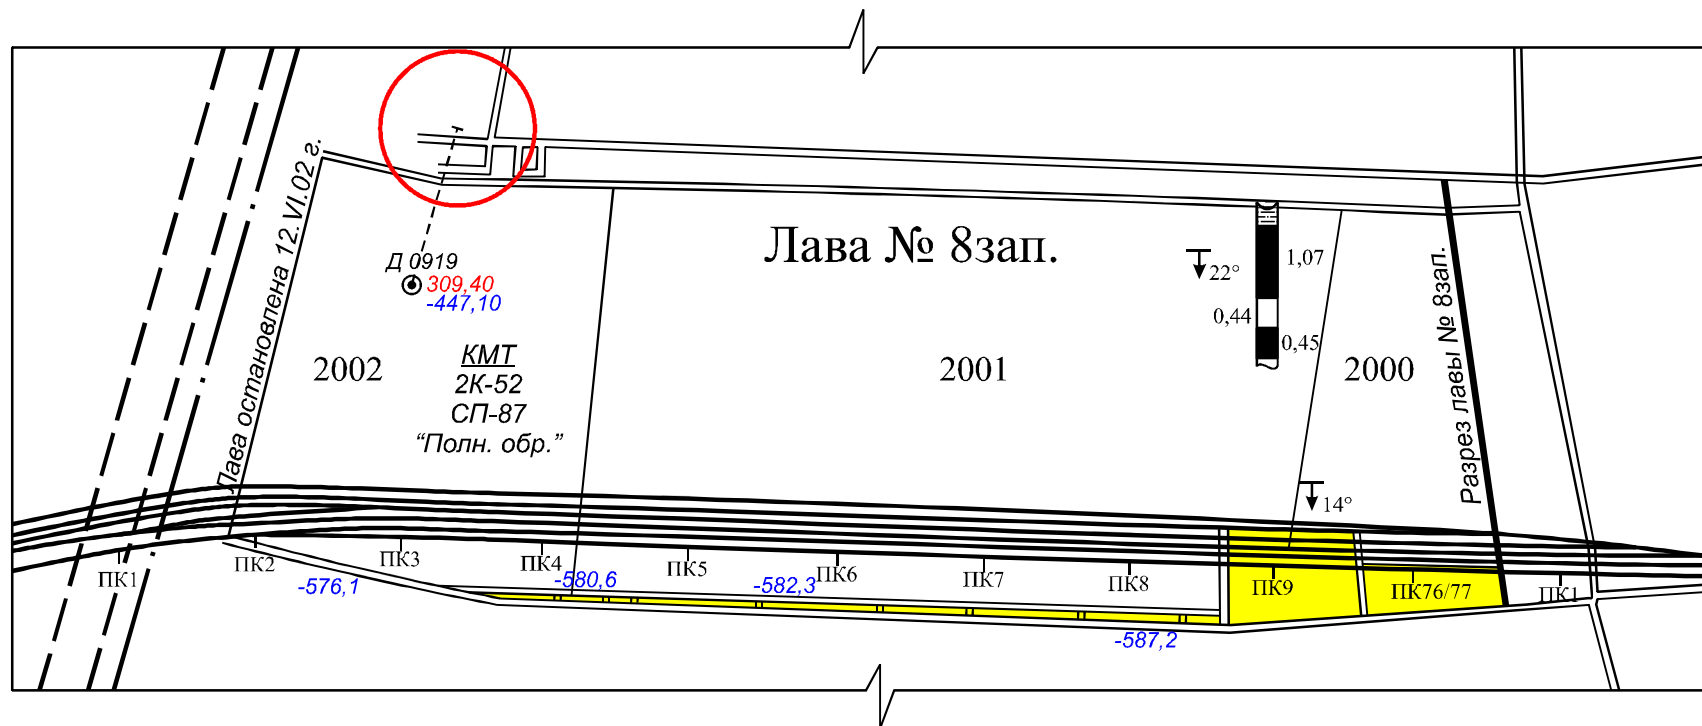 Лава остановлена 12.VI.02 г.
Д 0919
309,40
-447,10
Лава № 8зап.
22°
1,07
0,44
0,45
2002
КМТ
2К-52
СП-87
“Полн. обр.”
2001
2000
Разрез лавы № 8зап.
14°
ПК1
ПК2
ПК3
ПК4
ПК5
ПК6
ПК7
ПК8
ПК9
ПК76/77
ПК1
-576,1
-580,6
-582,3
-587,2